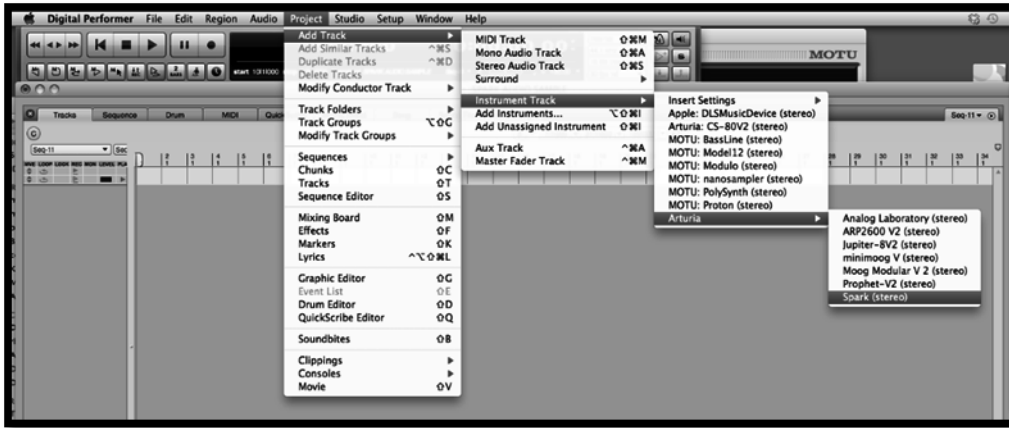 Digital Performer File Edit Region Audio Project Studio Setup Window Help
MOTU
Tracks Sequence Drum MIDI
Seq-11
Seq-11
Add Track
Add Similar Tracks ^⌘S
Duplicate Tracks ^⌘D
Delete Tracks
Modify Conductor Track
Track Folders
Track Groups ⌥⇧G
Modify Track Groups
Sequences
Chunks ⇧C
Tracks ⇧T
Sequence Editor ⇧S
Mixing Board ⇧M
Effects ⇧F
Markers ⇧K
Lyrics ^⌥⇧⌘L
Graphic Editor ⇧G
Event List ⇧E
Drum Editor ⇧D
QuickScribe Editor ⇧Q
Soundbites ⇧B
Clippings
Consoles
Movie ⇧V
MIDI Track ⇧⌘M
Mono Audio Track ⇧⌘A
Stereo Audio Track ⇧⌘S
Surround
Instrument Track
Add Instruments... ⌥⇧⌘I
Add Unassigned Instrument ⇧⌘I
Aux Track ^⌘A
Master Fader Track ^⌘M
Insert Settings
Apple: DLSMusicDevice (stereo)
Arturia: CS-80V2 (stereo)
MOTU: BassLine (stereo)
MOTU: Model12 (stereo)
MOTU: Modulo (stereo)
MOTU: nanosampler (stereo)
MOTU: PolySynth (stereo)
MOTU: Proton (stereo)
Arturia
Analog Laboratory (stereo)
ARP2600 V2 (stereo)
Jupiter-8V2 (stereo)
minimoog V (stereo)
Moog Modular V 2 (stereo)
Prophet-V2 (stereo)
Spark (stereo)